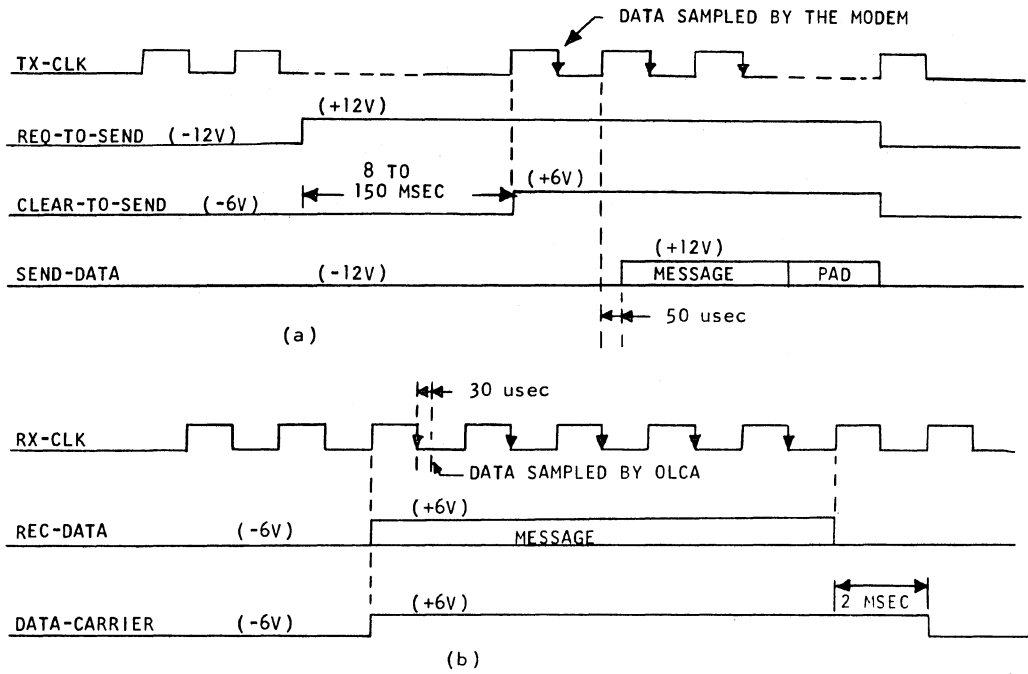 DATA SAMPLED BY THE MODEM
TX-CLK
(+12V)
REQ-TO-SEND (-12V)
8 TO
150 MSEC
(+6V)
CLEAR-TO-SEND (-6V)
(+12V)
SEND-DATA (-12V) MESSAGE PAD
50 usec
(a)
30 usec
RX-CLK
DATA SAMPLED BY OLCA
(+6V)
REC-DATA (-6V)
MESSAGE
2 MSEC
(+6V)
DATA-CARRIER (-6V)
(b)